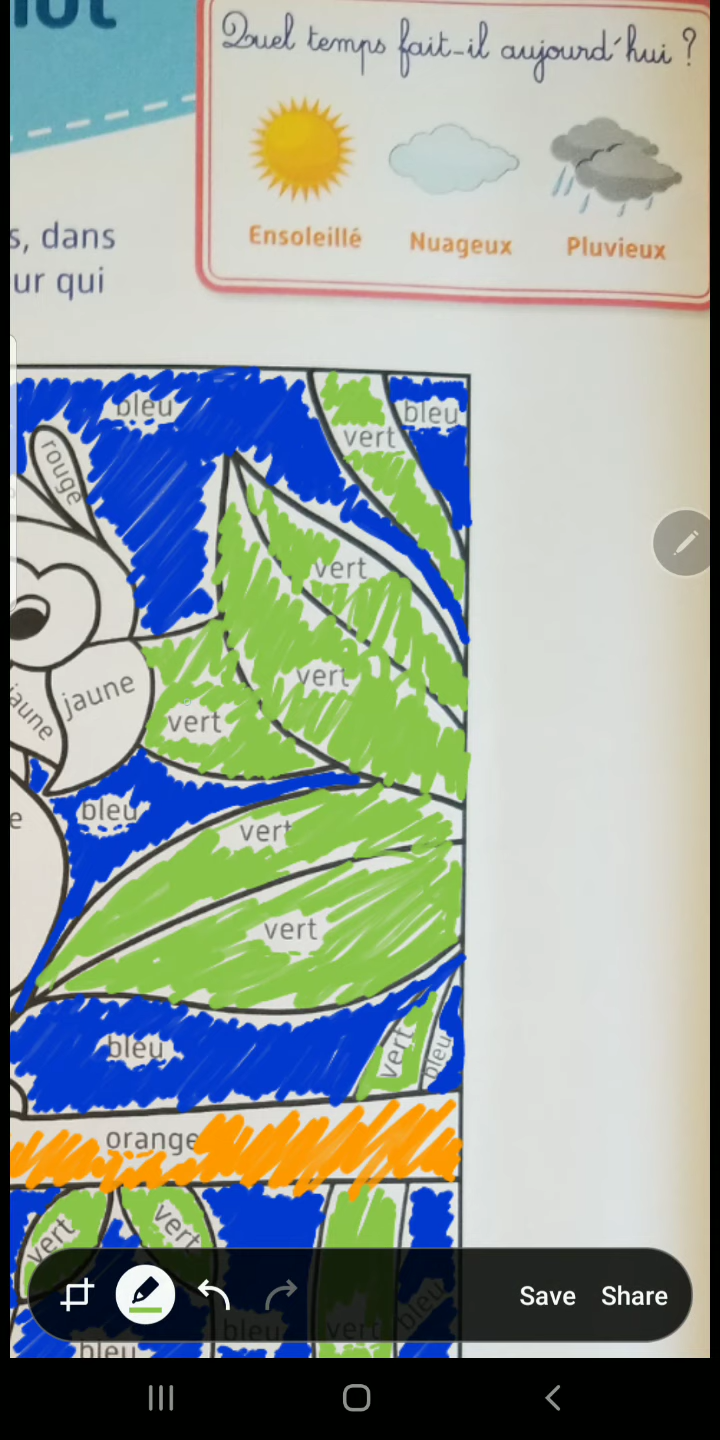 Quel temps fait-il aujourd'hui ?
Ensoleillé Nuageux Pluvieux
s, dans
ur qui
bleu
bleu
vert
rouge
vert
vert
jaune
jaune
vert
bleu
e
vert
vert
bleu
vert
bleu
orange
vert
vert
bleu
vert
bleu
bleu
Save Share